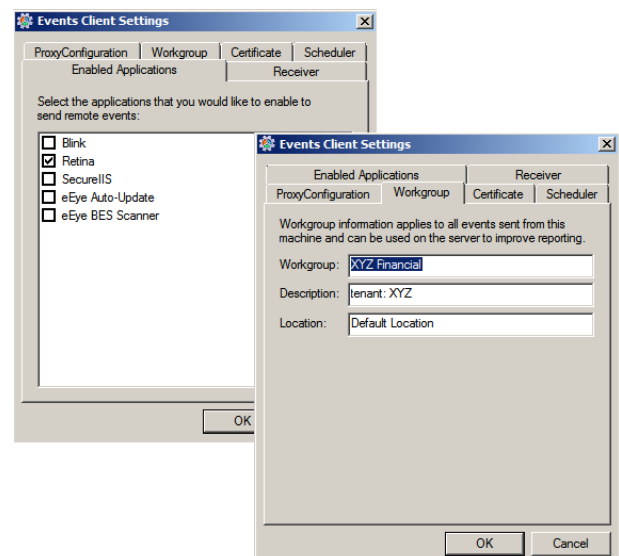 Events Client Settings
ProxyConfiguration Workgroup Certificate Scheduler
Enabled Applications Receiver
Select the applications that you would like to enable to
send remote events:
Blink
Retina
SecureIIS
eEye Auto-Update
eEye BES Scanner
OK
Events Client Settings
Enabled Applications Receiver
ProxyConfiguration Workgroup Certificate Scheduler
Workgroup information applies to all events sent from this
machine and can be used on the server to improve reporting.
Workgroup: XYZ Financial
Description: tenant: XYZ
Location: Default Location
OK Cancel